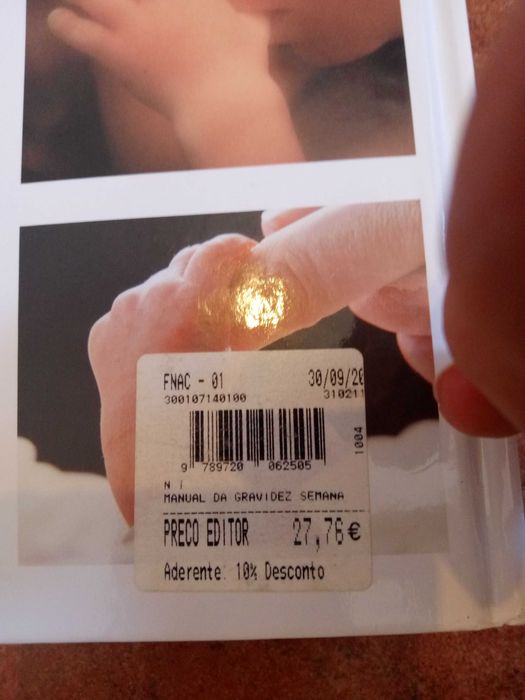 FNAC - 01 30/09/20
300107140100 310211
1004
9 789720 062505
N /
MANUAL DA GRAVIDEZ SEMANA
PRECO EDITOR 27,76 €
Aderente: 10% Desconto